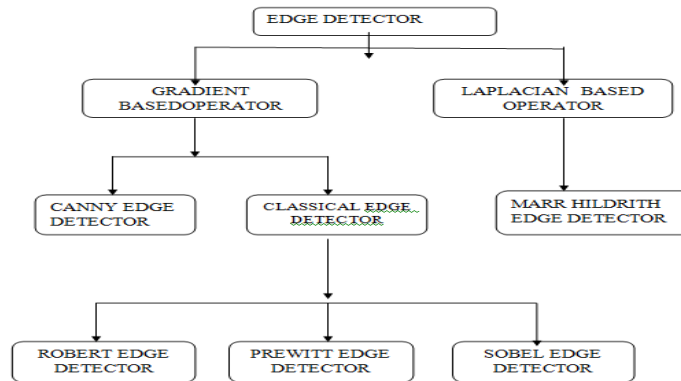 EDGE DETECTOR
GRADIENT
BASEDOPERATOR
LAPLACIAN BASED
OPERATOR
CANNY EDGE
DETECTOR
CLASSICAL EDGE
DETECTOR
MARR HILDRITH
EDGE DETECTOR
ROBERT EDGE
DETECTOR
PREWITT EDGE
DETECTOR
SOBEL EDGE
DETECTOR